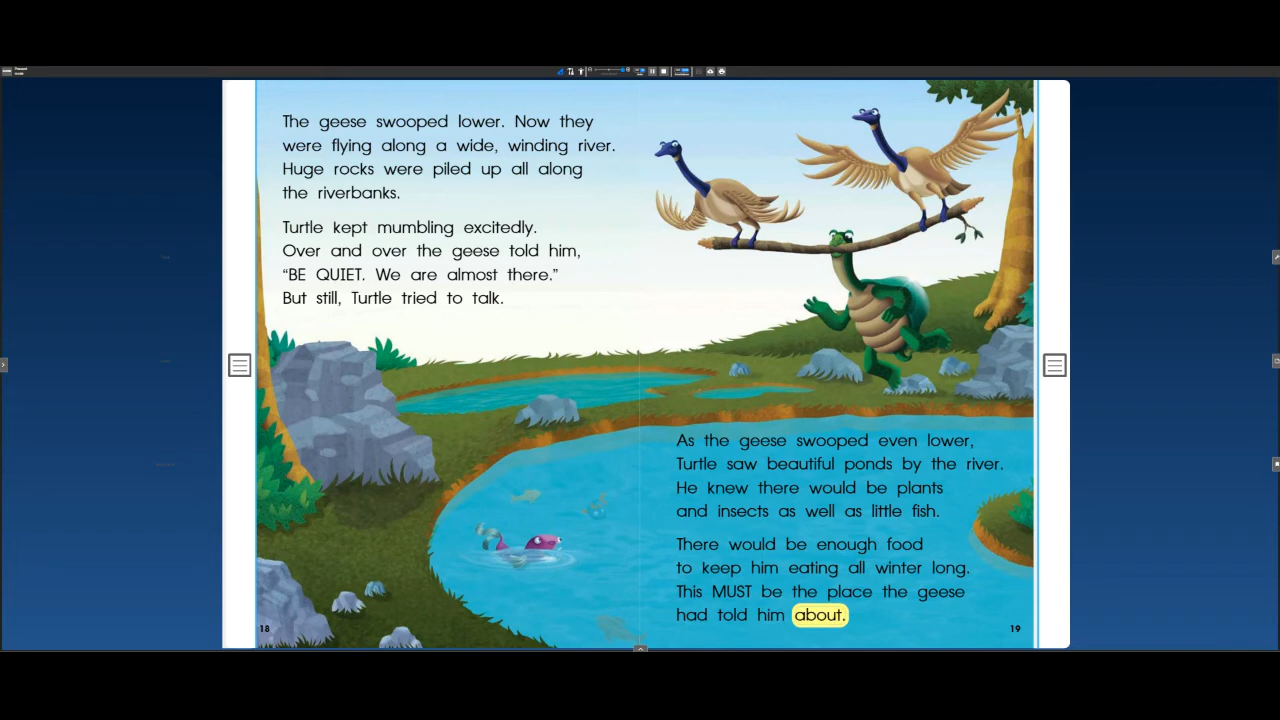 The geese swooped lower. Now they
were flying along a wide, winding river.
Huge rocks were piled up all along
the riverbanks.
Turtle kept mumbling excitedly.
Over and over the geese told him,
“BE QUIET. We are almost there.”
But still, Turtle tried to talk.
As the geese swooped even lower,
Turtle saw beautiful ponds by the river.
He knew there would be plants
and insects as well as little fish.
There would be enough food
to keep him eating all winter long.
This MUST be the place the geese
had told him about.
18
19